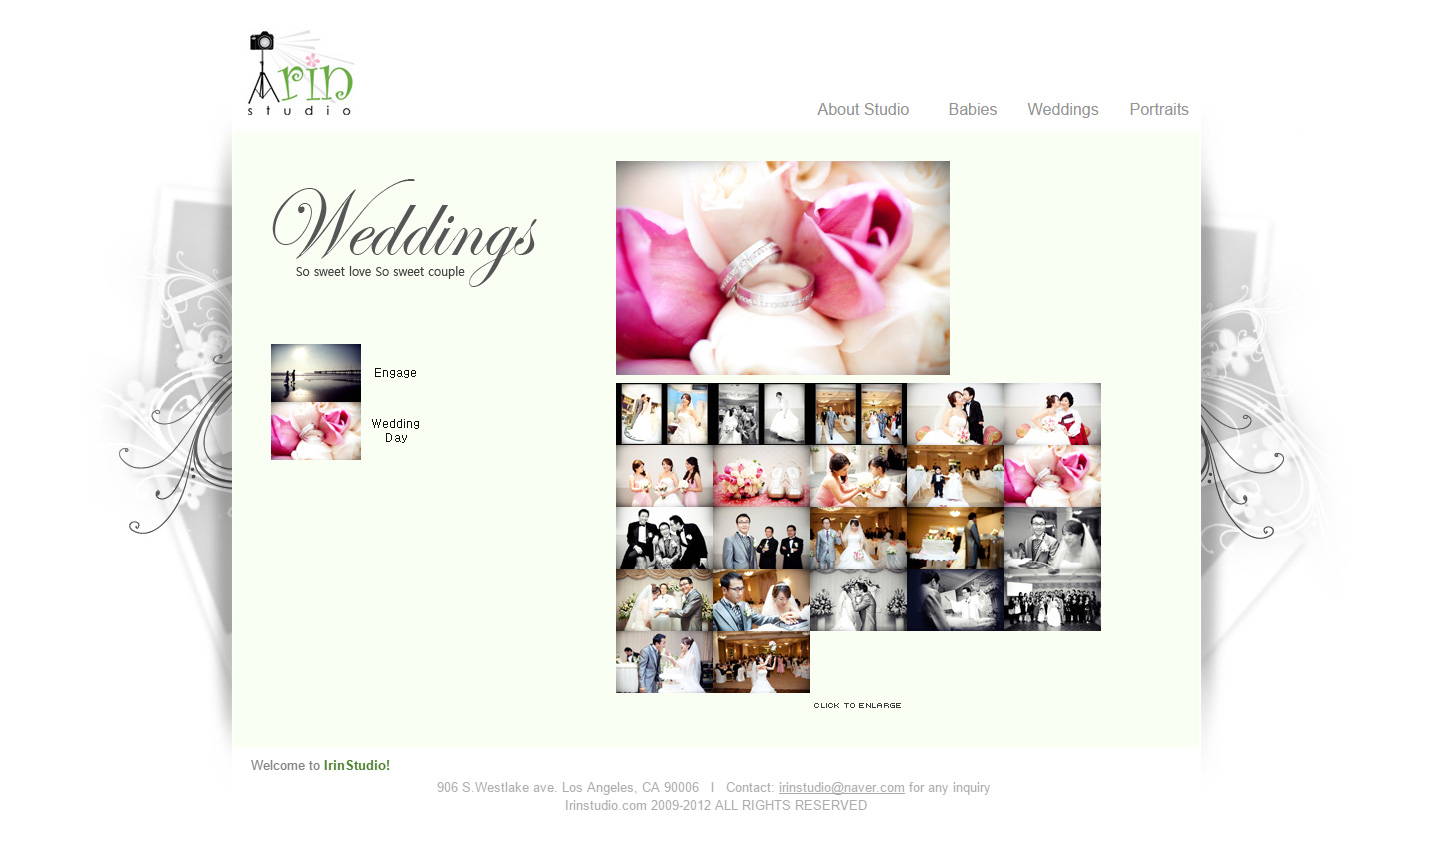 Irin
studio
About Studio
Babies
Weddings
Portraits
Weddings
So sweet love So sweet couple
Engage
Wedding
Day
CLICK TO ENLARGE
Welcome to IrinStudio!
906 S.Westlake ave. Los Angeles, CA 90006 I Contact: irinstudio@naver.com for any inquiry
Irinstudio.com 2009-2012 ALL RIGHTS RESERVED